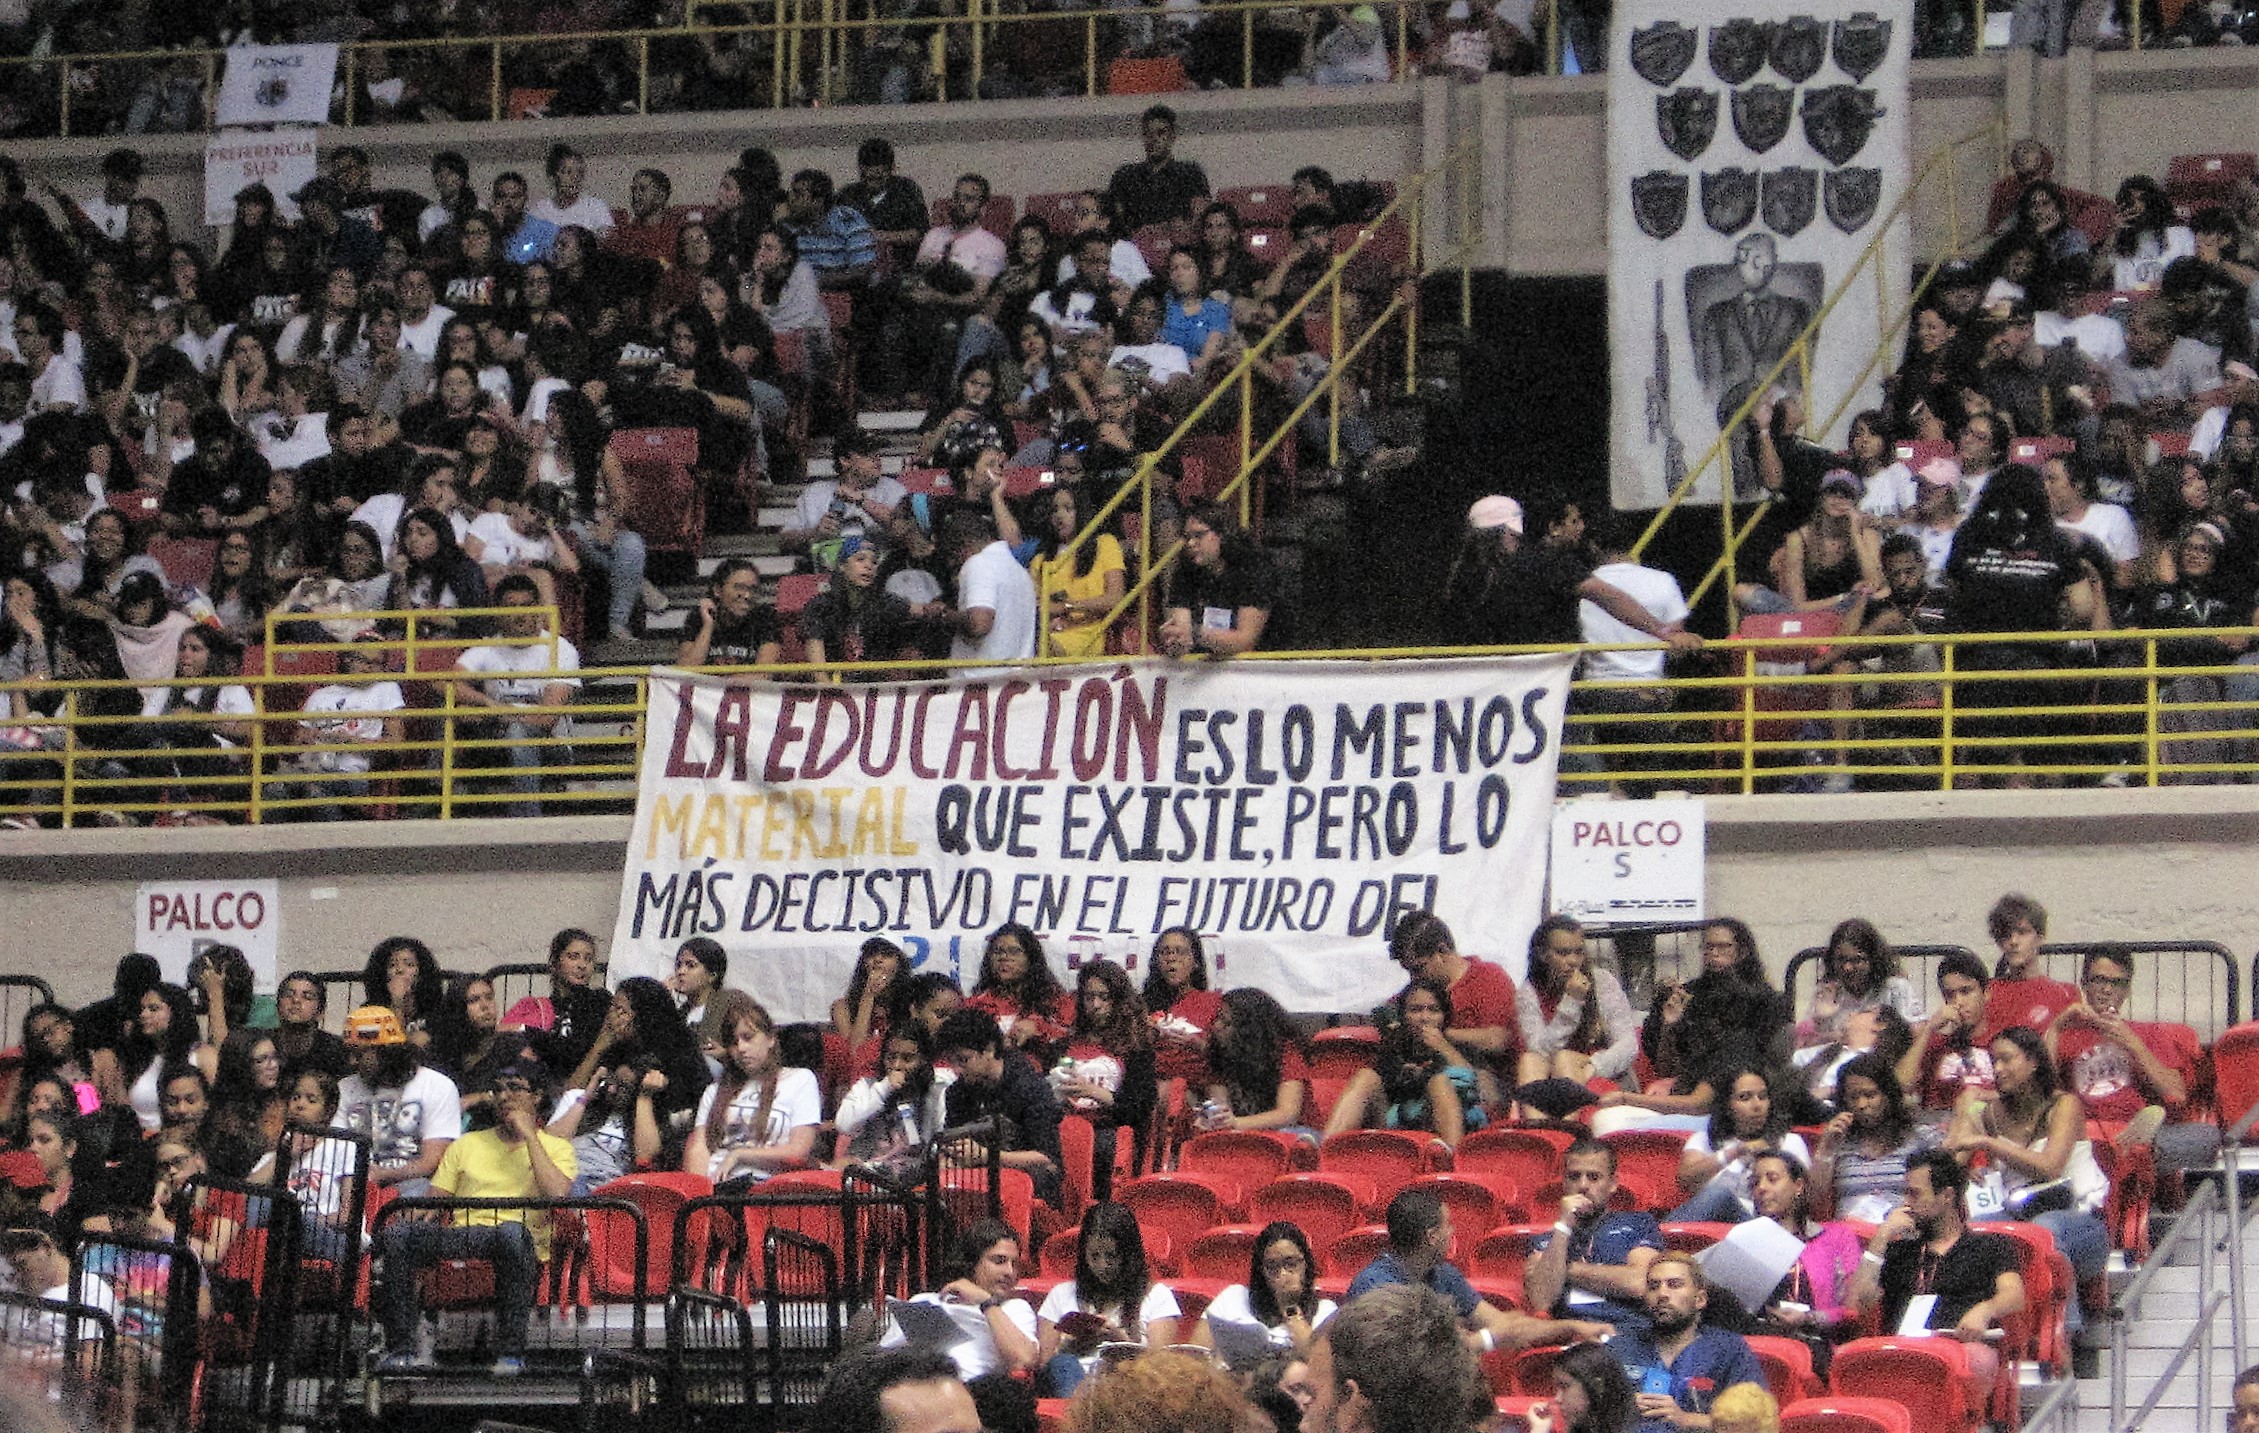 PONCE
PREFERENCIA
SUR
LA EDUCACIÓN ES LO MENOS
MATERIAL QUE EXISTE, PERO LO
MÁS DECISIVO EN EL FUTURO DEL
PALCO
S
PALCO
sí